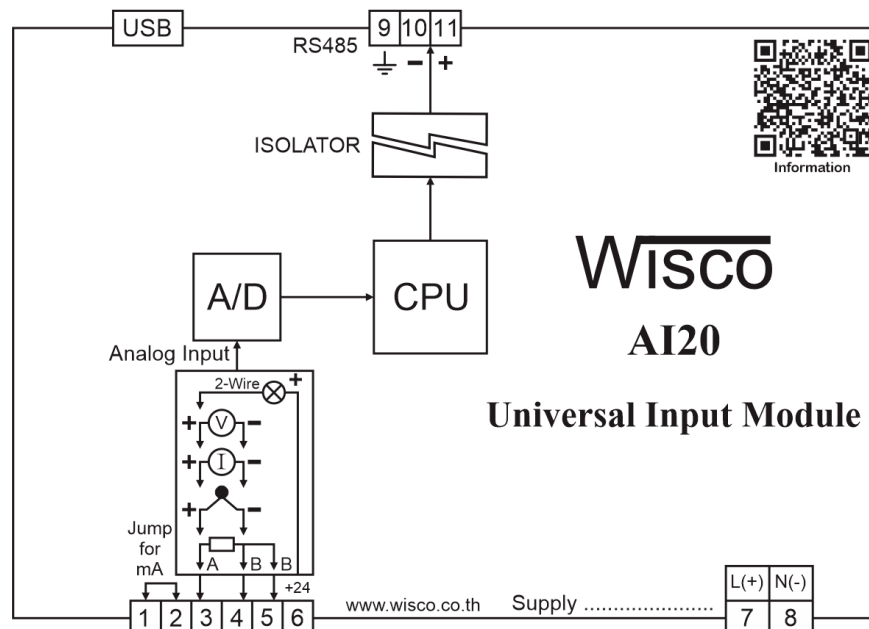 USB
RS485
9 10 11
- +
ISOLATOR
Information
A/D
CPU
WISCO
AI20
Universal Input Module
Analog Input
2-Wire +
+ V -
+ I -
+ -
Jump
for
mA
A B B
+24
1 2 3 4 5 6
www.wisco.co.th Supply ........................
L(+) N(-)
7 8